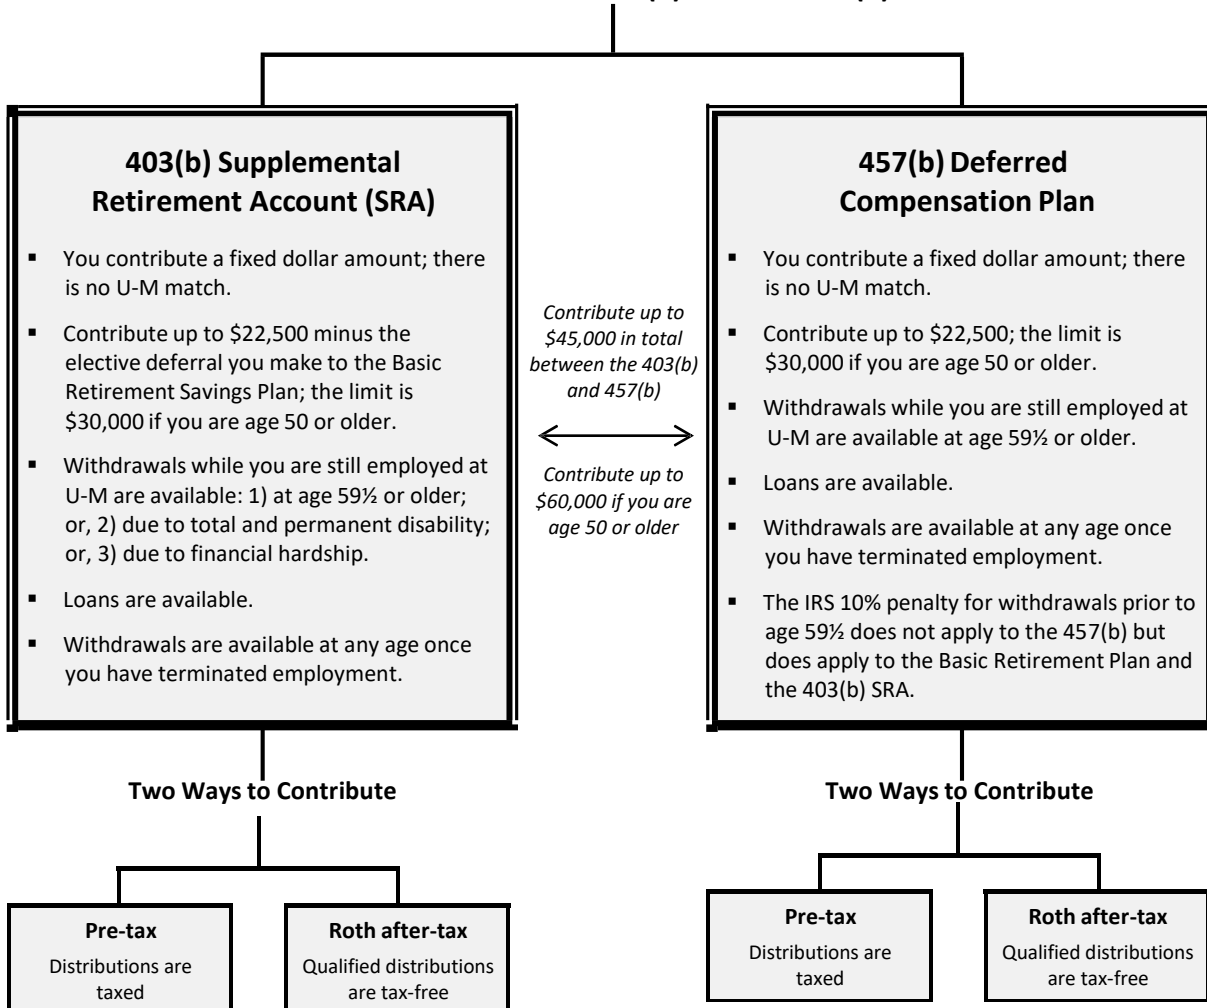 403(b) Supplemental
Retirement Account (SRA)
▪ You contribute a fixed dollar amount; there
is no U-M match.
▪ Contribute up to $22,500 minus the
elective deferral you make to the Basic
Retirement Savings Plan; the limit is
$30,000 if you are age 50 or older.
▪ Withdrawals while you are still employed at
U-M are available: 1) at age 59½ or older;
or, 2) due to total and permanent disability;
or, 3) due to financial hardship.
▪ Loans are available.
▪ Withdrawals are available at any age once
you have terminated employment.
Contribute up to
$45,000 in total
between the 403(b)
and 457(b)
Contribute up to
$60,000 if you are
age 50 or older
457(b) Deferred
Compensation Plan
▪ You contribute a fixed dollar amount; there
is no U-M match.
▪ Contribute up to $22,500; the limit is
$30,000 if you are age 50 or older.
▪ Withdrawals while you are still employed at
U-M are available at age 59½ or older.
▪ Loans are available.
▪ Withdrawals are available at any age once
you have terminated employment.
▪ The IRS 10% penalty for withdrawals prior to
age 59½ does not apply to the 457(b) but
does apply to the Basic Retirement Plan and
the 403(b) SRA.
Two Ways to Contribute
Pre-tax
Distributions are
taxed
Roth after-tax
Qualified distributions
are tax-free
Two Ways to Contribute
Pre-tax
Distributions are
taxed
Roth after-tax
Qualified distributions
are tax-free